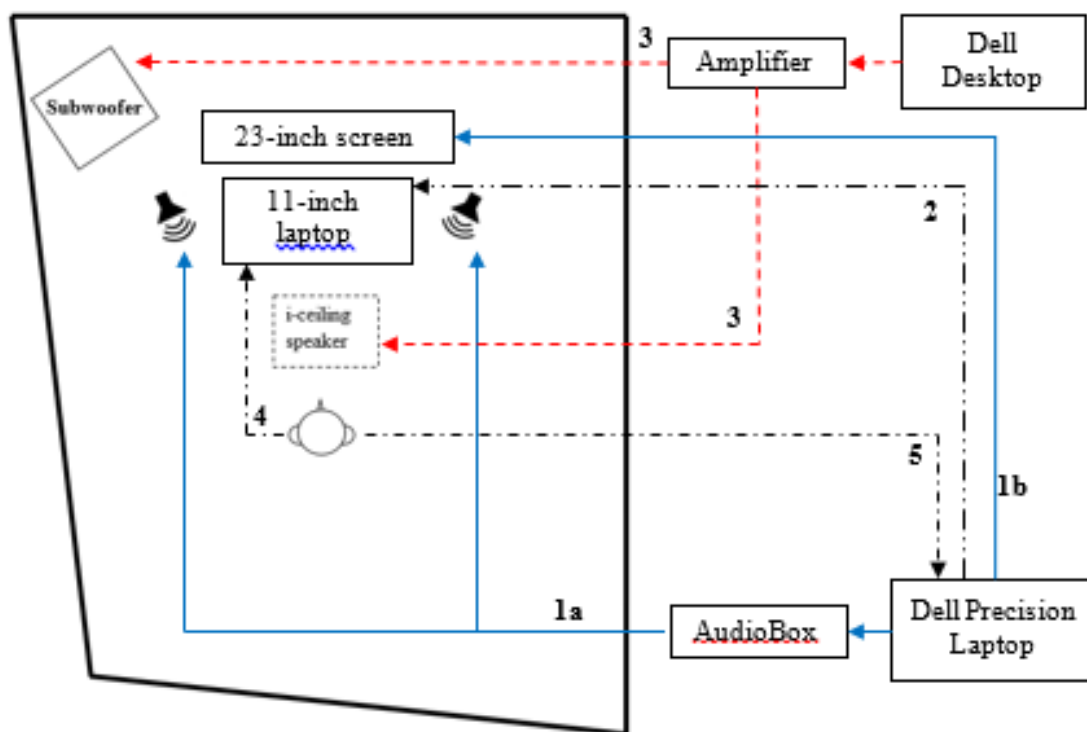 3
Amplifier
Dell
Desktop
Subwoofer
23-inch screen
11-inch
laptop
2
i-ceiling
speaker
3
4
5
1b
1a
AudioBox
Dell Precision
Laptop